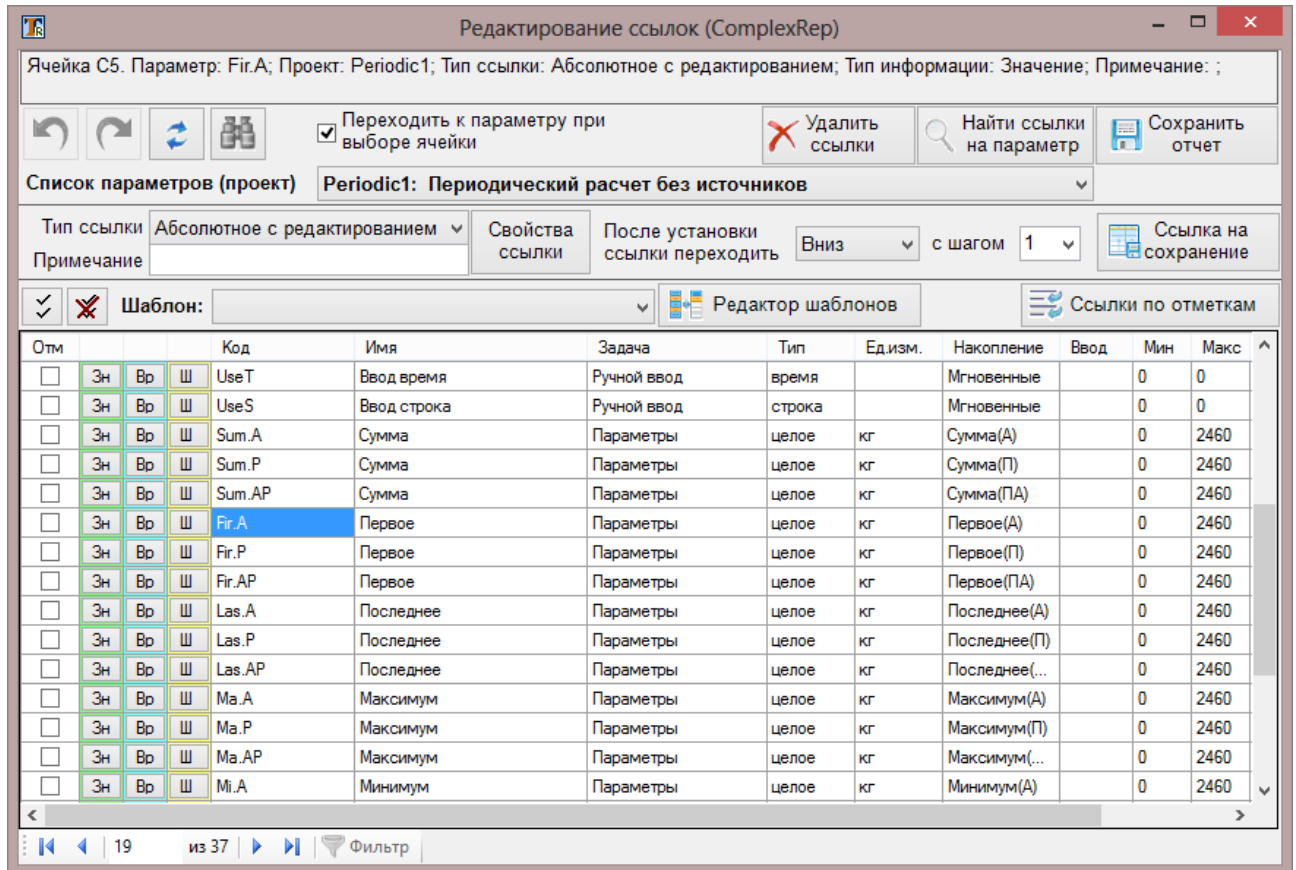 Редактирование ссылок (ComplexRep)
Ячейка C5. Параметр: Fir.A; Проект: Periodic1; Тип ссылки: Абсолютное с редактированием; Тип информации: Значение; Примечание: ;
Переходить к параметру при
выборе ячейки
Удалить
ссылки
Найти ссылки
на параметр
Сохранить
отчет
Список параметров (проект) Periodic1: Периодический расчет без источников
Тип ссылки Абсолютное с редактированием
Примечание
Свойства
ссылки
После установки
ссылки переходить
Вниз с шагом 1
Ссылка на
сохранение
Шаблон: Редактор шаблонов Ссылки по отметкам
Отм Код Имя Задача Тип Ед.изм. Накопление Ввод Мин Макс
Зн Вр Ш UseT Ввод время Ручной ввод время Мгновенные 0 0
Зн Вр Ш UseS Ввод строка Ручной ввод строка Мгновенные 0 0
Зн Вр Ш Sum.A Сумма Параметры целое кг Сумма(А) 0 2460
Зн Вр Ш Sum.P Сумма Параметры целое кг Сумма(П) 0 2460
Зн Вр Ш Sum.AP Сумма Параметры целое кг Сумма(ПА) 0 2460
Зн Вр Ш Fir.A Первое Параметры целое кг Первое(А) 0 2460
Зн Вр Ш Fir.P Первое Параметры целое кг Первое(П) 0 2460
Зн Вр Ш Fir.AP Первое Параметры целое кг Первое(ПА) 0 2460
Зн Вр Ш Las.A Последнее Параметры целое кг Последнее(А) 0 2460
Зн Вр Ш Las.P Последнее Параметры целое кг Последнее(П) 0 2460
Зн Вр Ш Las.AP Последнее Параметры целое кг Последнее(... 0 2460
Зн Вр Ш Ma.A Максимум Параметры целое кг Максимум(А) 0 2460
Зн Вр Ш Ma.P Максимум Параметры целое кг Максимум(П) 0 2460
Зн Вр Ш Ma.AP Максимум Параметры целое кг Максимум(... 0 2460
Зн Вр Ш Mi.A Минимум Параметры целое кг Минимум(А) 0 2460
19 из 37 Фильтр